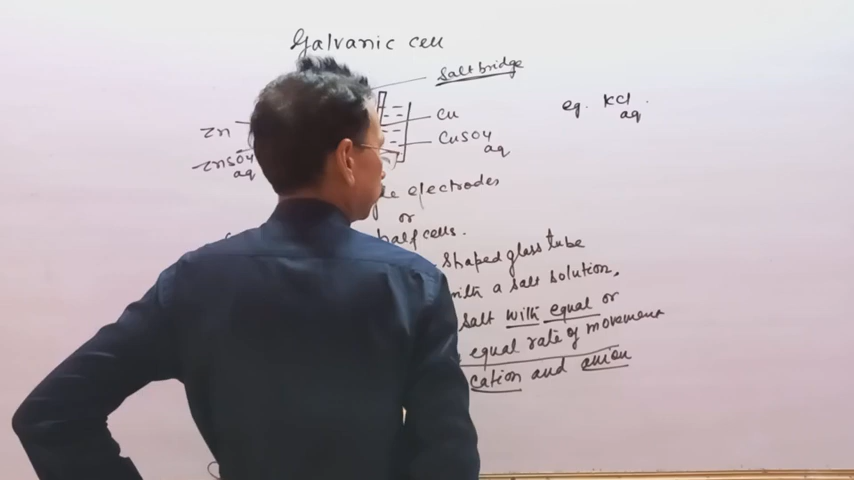 Galvanic cell
Salt bridge
eg. KCl
aq
Zn
Cu
ZnSO4
aq
CuSO4
aq
electrodes
or
half cells.
shaped glass tube
with a salt solution.
salt with equal or
equal rate of movement
cation and anion